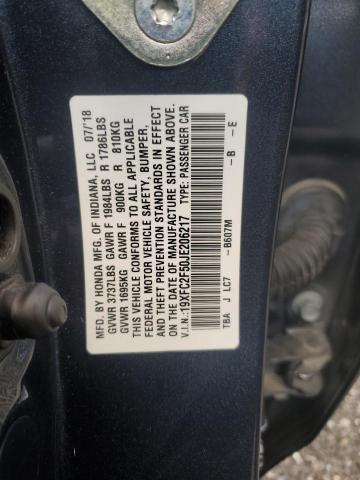 MFD. BY HONDA MFG. OF INDIANA, LLC 07/'18
GVWR 3737LBS GAWR F 1984LBS R 1786LBS
GVWR 1695KG GAWR F 900KG R 810KG
THIS VEHICLE CONFORMS TO ALL APPLICABLE
FEDERAL MOTOR VEHICLE SAFETY, BUMPER,
AND THEFT PREVENTION STANDARDS IN EFFECT
ON THE DATE OF MANUFACTURE SHOWN ABOVE.
V.I.N.:19XFC2F50JE206217 TYPE: PASSENGER CAR
-B607M -B -E
TBA J LC7